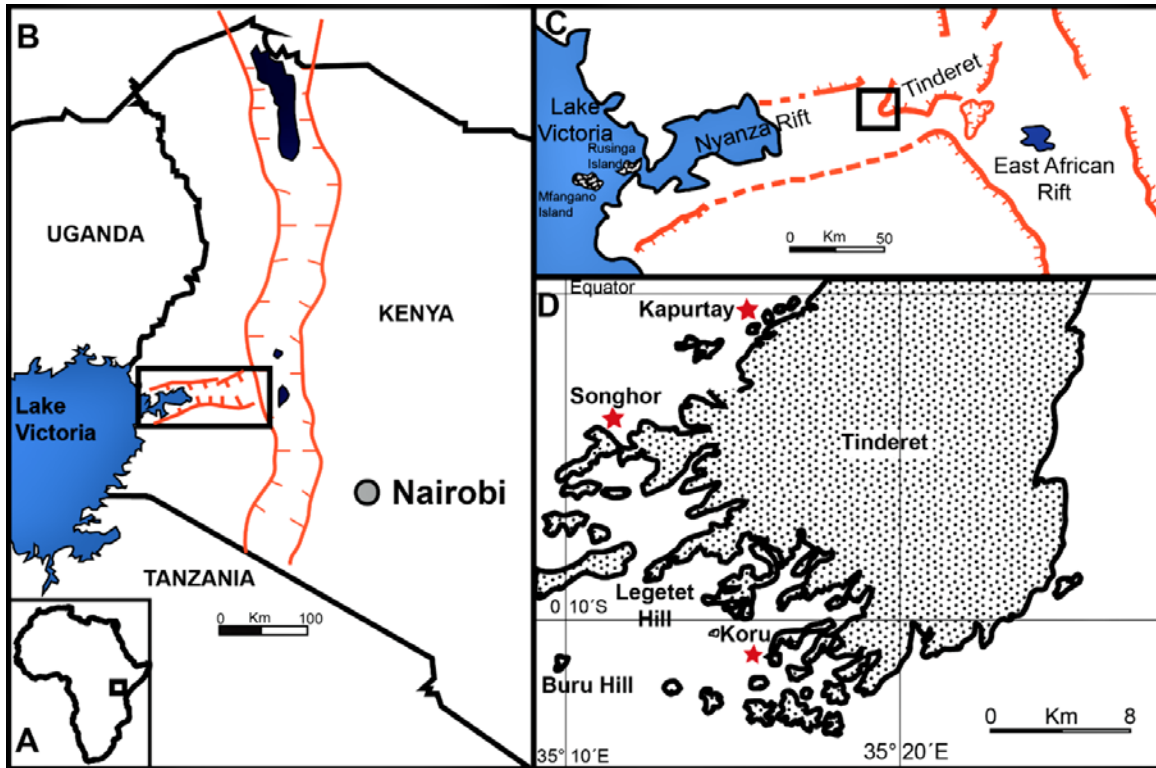 B
UGANDA
KENYA
Lake
Victoria
Nairobi
TANZANIA
0 Km 100
A
C
Tinderet
Lake
Victoria
Nyanza Rift
Rusinga
Island
Mfangano
Island
East African
Rift
0 Km 50
D
Equator
Kapurtay
Songhor
Tinderet
Legetet
Hill
0 10´S
Koru
Buru Hill
0 Km 8
35° 10´E
35° 20´E